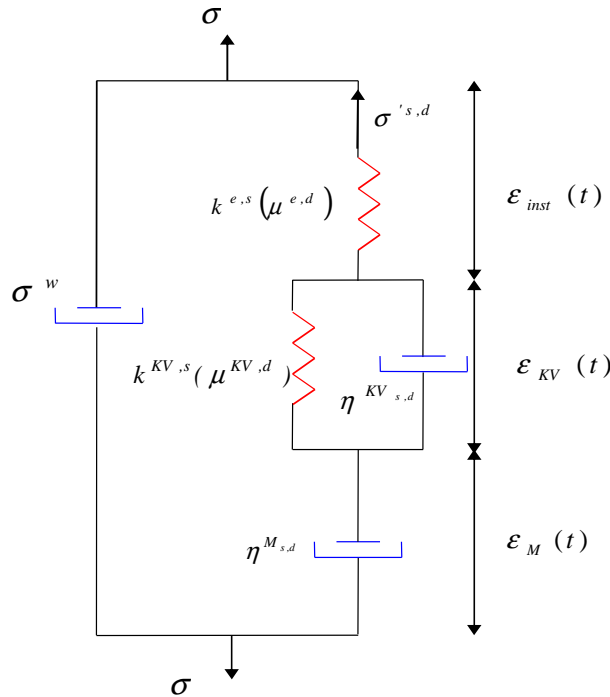 σ
σ 's,d
k e,s (μ e,d)
ε inst (t)
σ w
k KV,s (μ KV,d)
η KV s,d
ε KV (t)
η M s,d
ε M (t)
σ